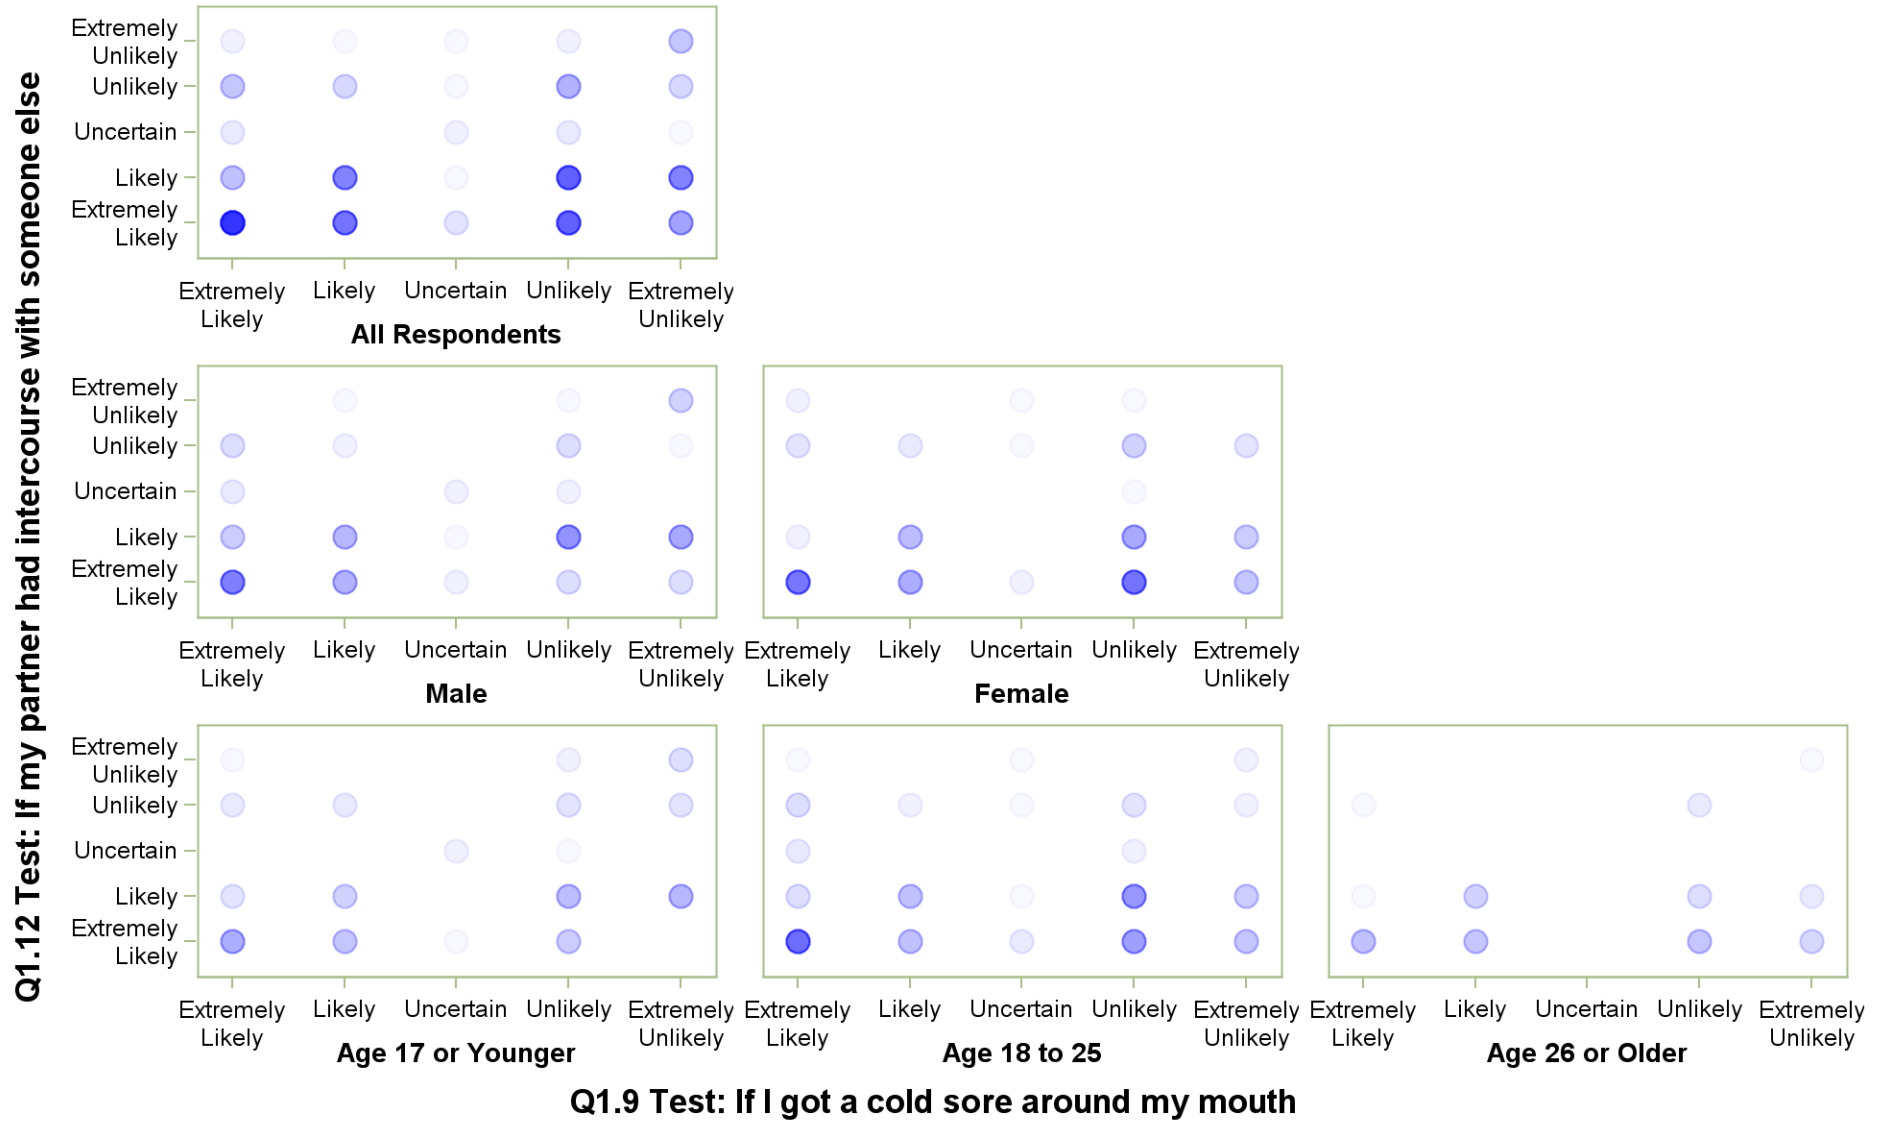 Q1.12 Test: If my partner had intercourse with someone else
Extremely
Unlikely
Unlikely
Uncertain
Likely
Extremely
Likely
Extremely
Likely
Likely
Uncertain
Unlikely
Extremely
Unlikely
All Respondents
Extremely
Unlikely
Unlikely
Uncertain
Likely
Extremely
Likely
Extremely
Likely
Likely
Uncertain
Unlikely
Extremely
Unlikely
Male
Extremely
Likely
Likely
Uncertain
Unlikely
Extremely
Unlikely
Female
Extremely
Unlikely
Unlikely
Uncertain
Likely
Extremely
Likely
Extremely
Likely
Likely
Uncertain
Unlikely
Extremely
Unlikely
Age 17 or Younger
Extremely
Likely
Likely
Uncertain
Unlikely
Extremely
Unlikely
Age 18 to 25
Extremely
Likely
Likely
Uncertain
Unlikely
Extremely
Unlikely
Age 26 or Older
Q1.9 Test: If I got a cold sore around my mouth